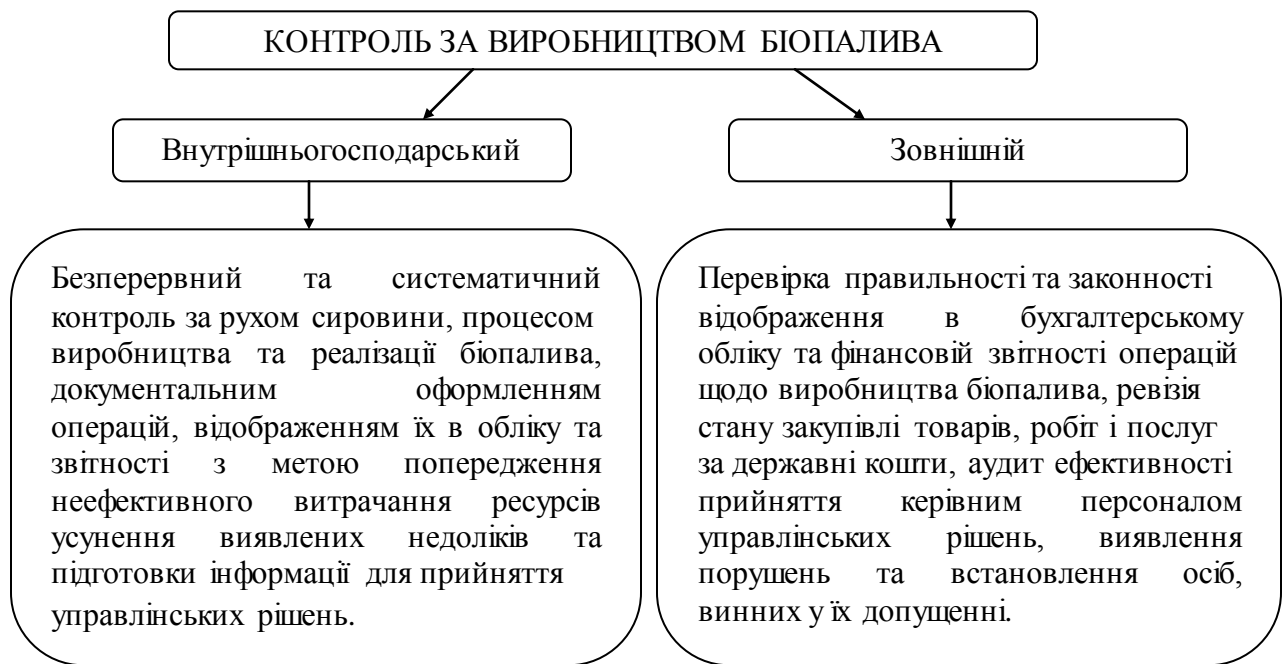 КОНТРОЛЬ ЗА ВИРОБНИЦТВОМ БІОПАЛИВА
Внутрішньогосподарський
Зовнішній
Безперервний та систематичний
контроль за рухом сировини, процесом
виробництва та реалізації біопалива,
документальним оформленням
операцій, відображенням їх в обліку та
звітності з метою попередження
неефективного витрачання ресурсів
усунення виявлених недоліків та
підготовки інформації для прийняття
управлінських рішень.
Перевірка правильності та законності
відображення в бухгалтерському
обліку та фінансовій звітності операцій
щодо виробництва біопалива, ревізія
стану закупівлі товарів, робіт і послуг
за державні кошти, аудит ефективності
прийняття керівним персоналом
управлінських рішень, виявлення
порушень та встановлення осіб,
винних у їх допущенні.